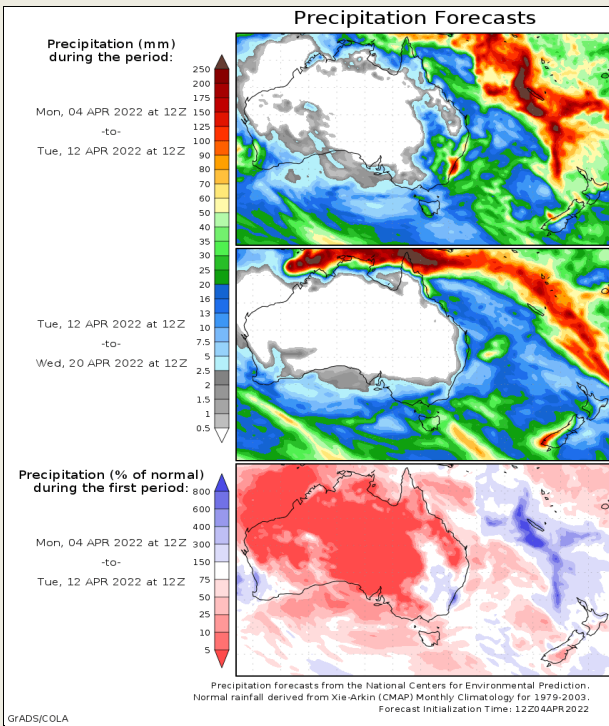 Precipitation Forecasts
Precipitation (mm)
during the period:
Mon, 04 APR 2022 at 12Z
-to-
Tue, 12 APR 2022 at 12Z
250
200
175
150
125
100
90
80
70
60
50
40
35
30
25
20
16
13
10
7.5
5
2.5
2
1.5
1
0.5
Tue, 12 APR 2022 at 12Z
-to-
Wed, 20 APR 2022 at 12Z
Precipitation (% of normal)
during the first period:
Mon, 04 APR 2022 at 12Z
-to-
Tue, 12 APR 2022 at 12Z
800
600
400
300
150
75
50
25
10
5
Precipitation forecasts from the National Centers for Environmental Prediction.
Normal rainfall derived from Xie-Arkin (CMAP) Monthly Climatology for 1979-2003.
Forecast Initialization Time: 12Z04APR2022
GrADS/COLA